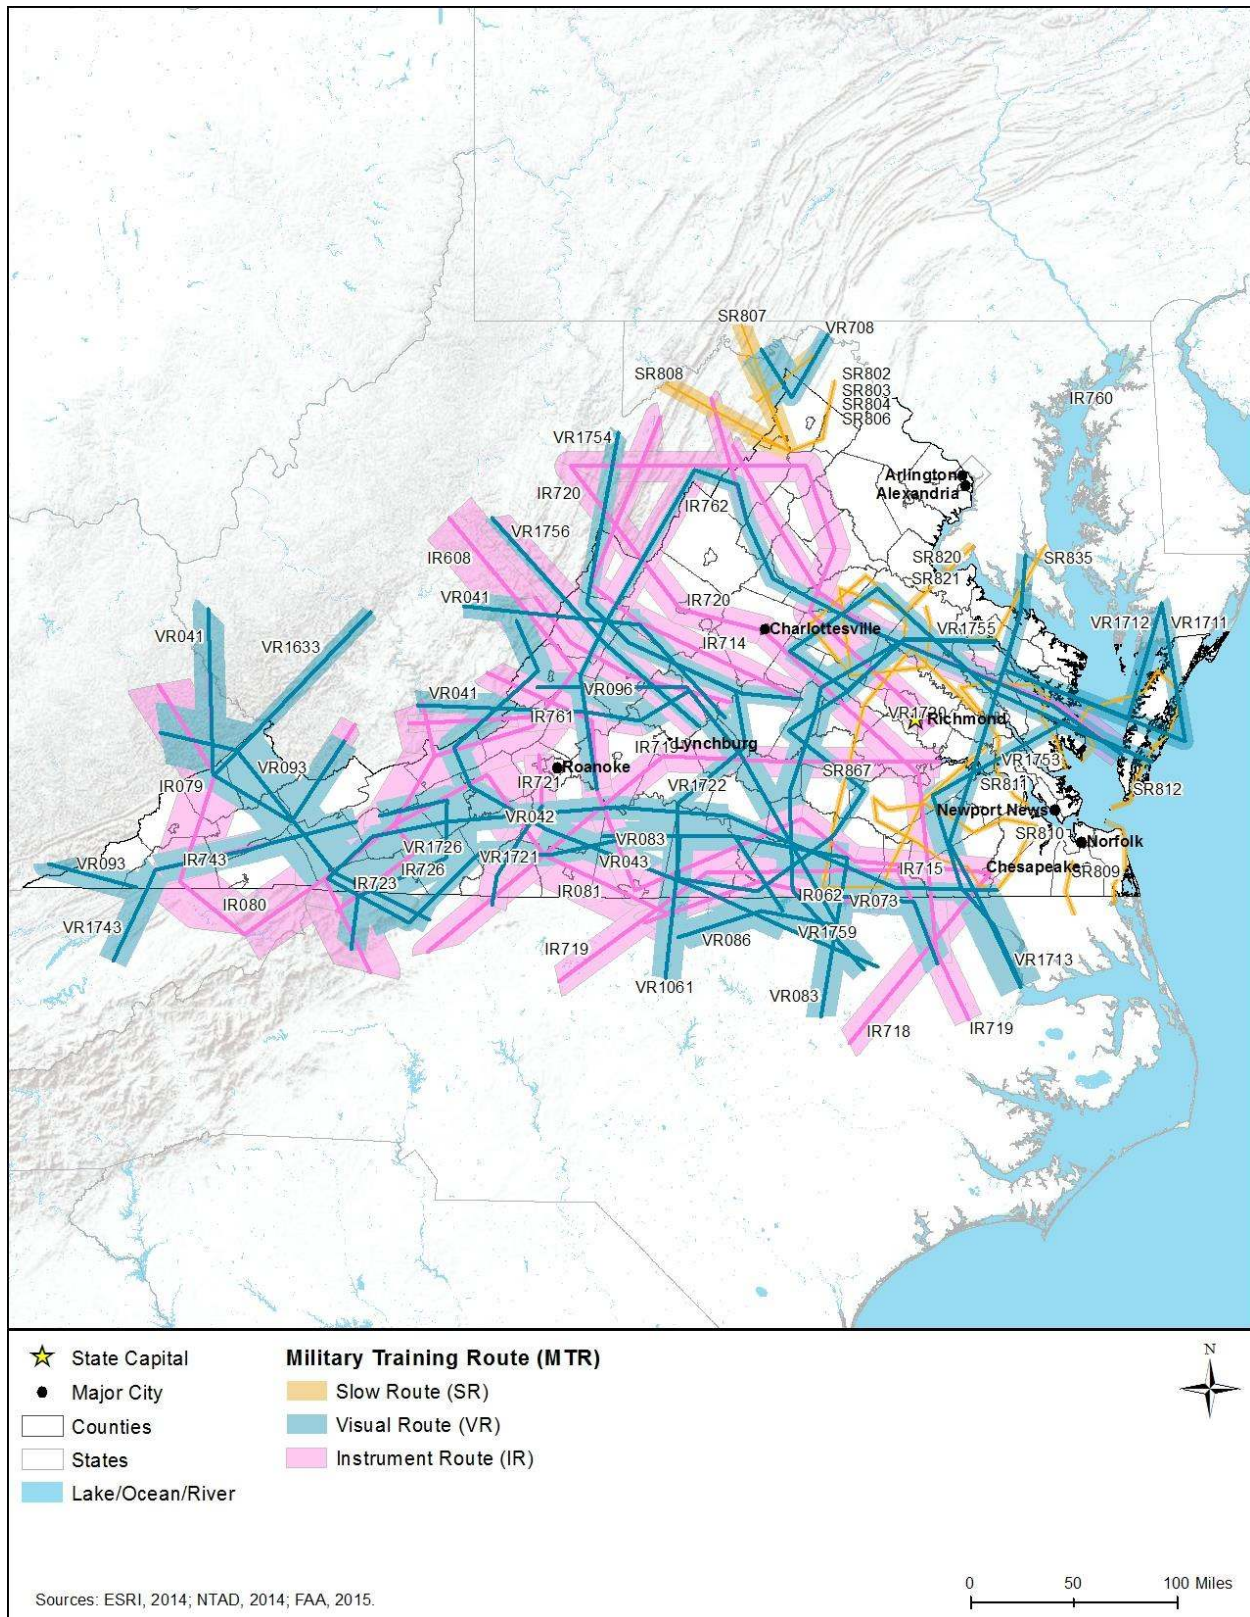 SR807
VR708
SR808
SR802
SR803
SR804
SR806
IR760
VR1754
Arlington
Alexandria
IR720
IR762
VR1756
IR608
SR820
SR835
SR821
VR041
IR720
VR041
Charlottesville
VR1755
VR1712
VR1711
VR1633
IR714
VR096
VR041
IR761
VR1720
Richmond
IR719
Lynchburg
VR1753
VR093
Roanoke
SR867
IR079
IR721
VR1722
SR811
SR812
Newport News
VR042
SR810
Norfolk
VR083
VR1726
VR1721
VR043
IR743
VR093
IR726
IR715
Chesapeake
SR809
IR723
IR081
IR062
VR073
IR080
VR1743
VR086
VR1759
IR719
VR1713
VR1061
VR083
IR718
IR719
State Capital
Major City
Counties
States
Lake/Ocean/River
Military Training Route (MTR)
Slow Route (SR)
Visual Route (VR)
Instrument Route (IR)
N
Sources: ESRI, 2014; NTAD, 2014; FAA, 2015.
0 50 100 Miles